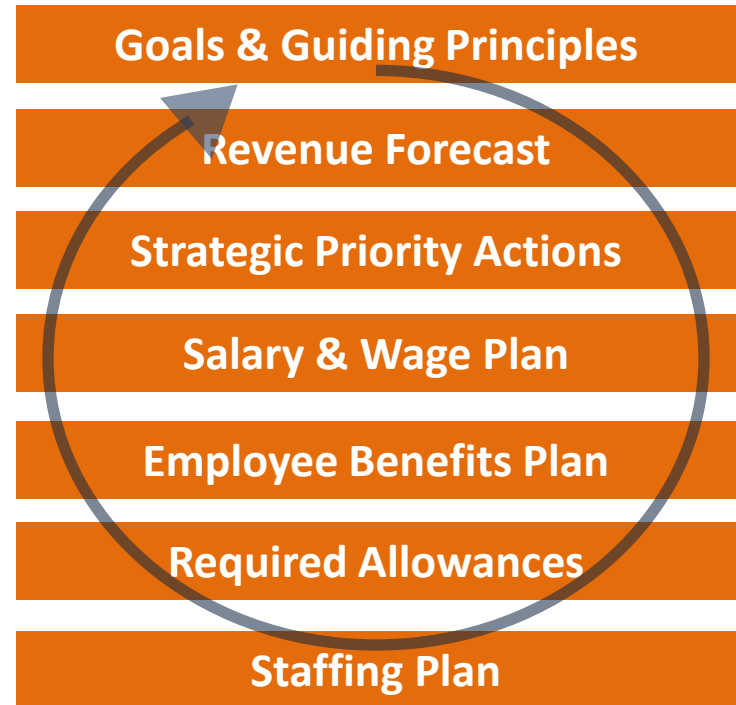 Goals & Guiding Principles
Revenue Forecast
Strategic Priority Actions
Salary & Wage Plan
Employee Benefits Plan
Required Allowances
Staffing Plan